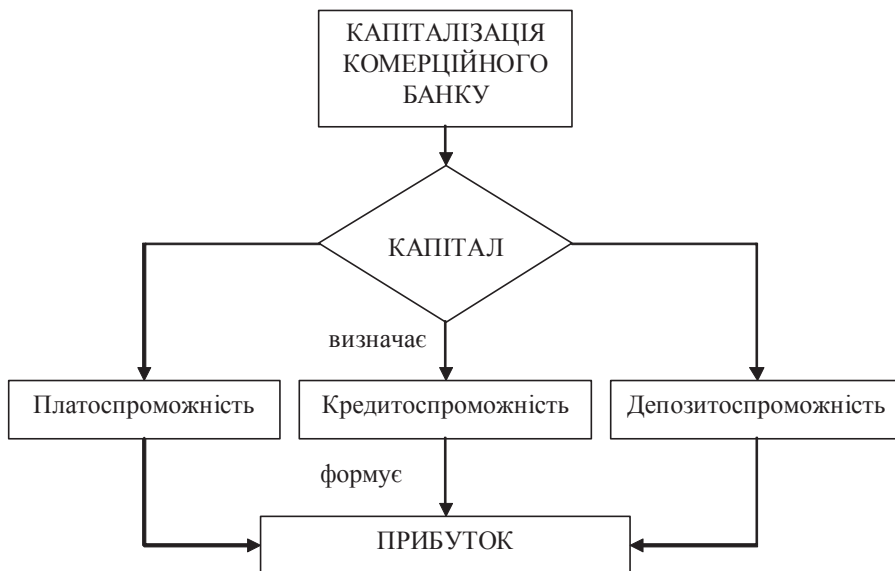 КАПІТАЛІЗАЦІЯ
КОМЕРЦІЙНОГО
БАНКУ
КАПІТАЛ
визначає
Платоспроможність
Кредитоспроможність
Депозитоспроможність
формує
ПРИБУТОК